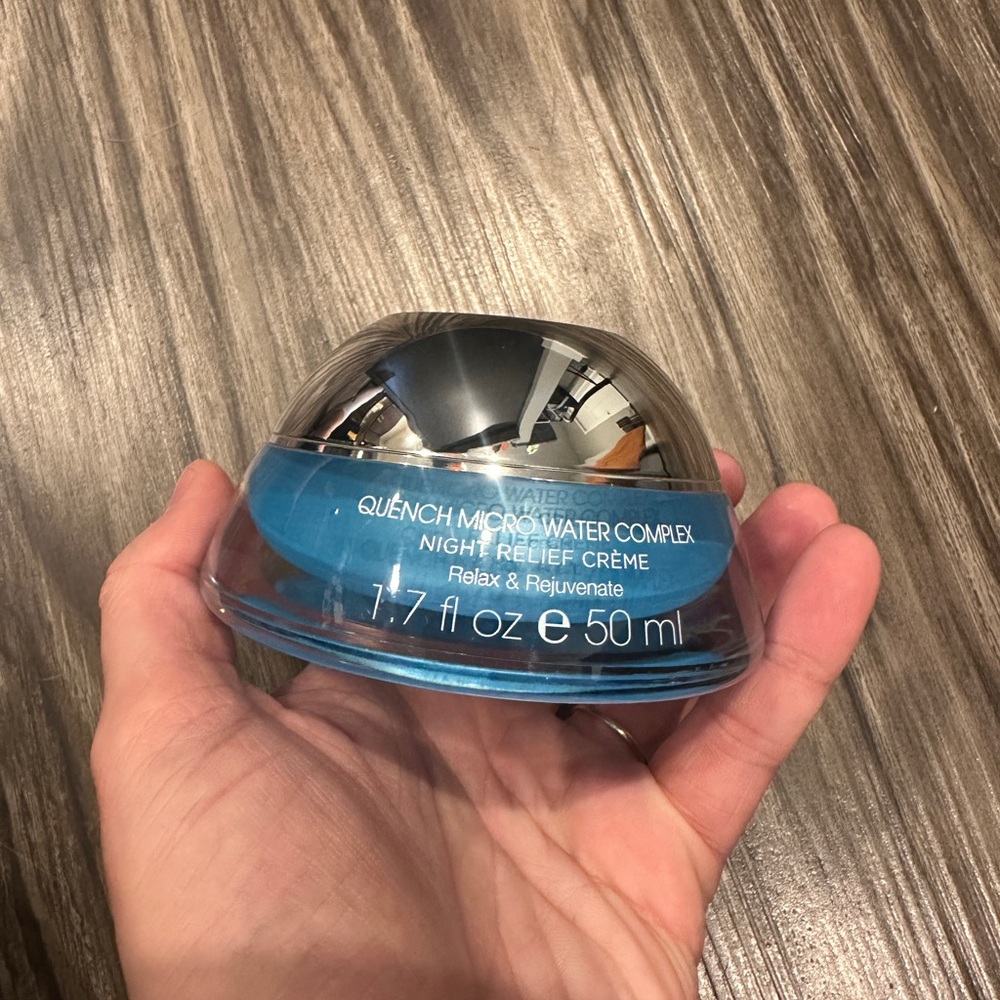 QUENCH MICRO WATER COMPLEX
NIGHT RELIEF CRÈME
Relax & Rejuvenate
1.7 fl oz e 50 ml